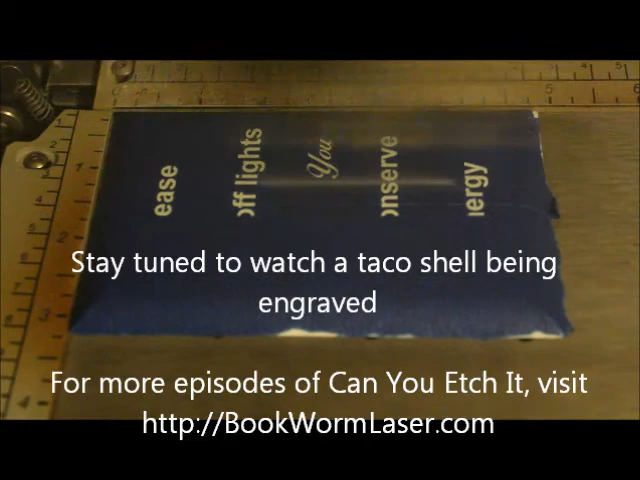 ease
off lights
You
onserve
nergy
Stay tuned to watch a taco shell being
engraved
For more episodes of Can You Etch It, visit
http://BookWormLaser.com